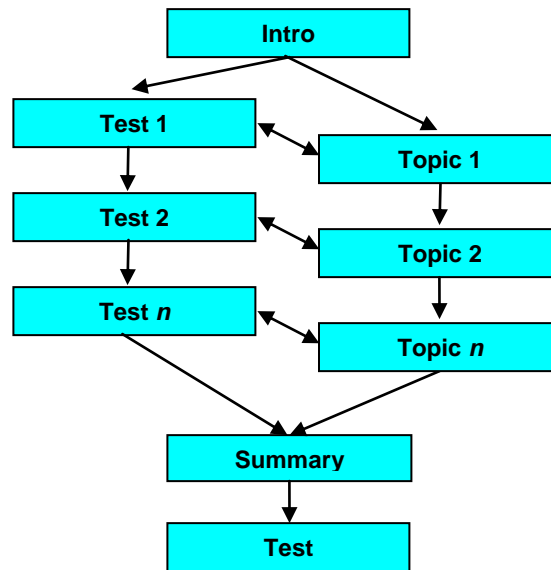 Intro
Test 1
Topic 1
Test 2
Topic 2
Test n
Topic n
Summary
Test